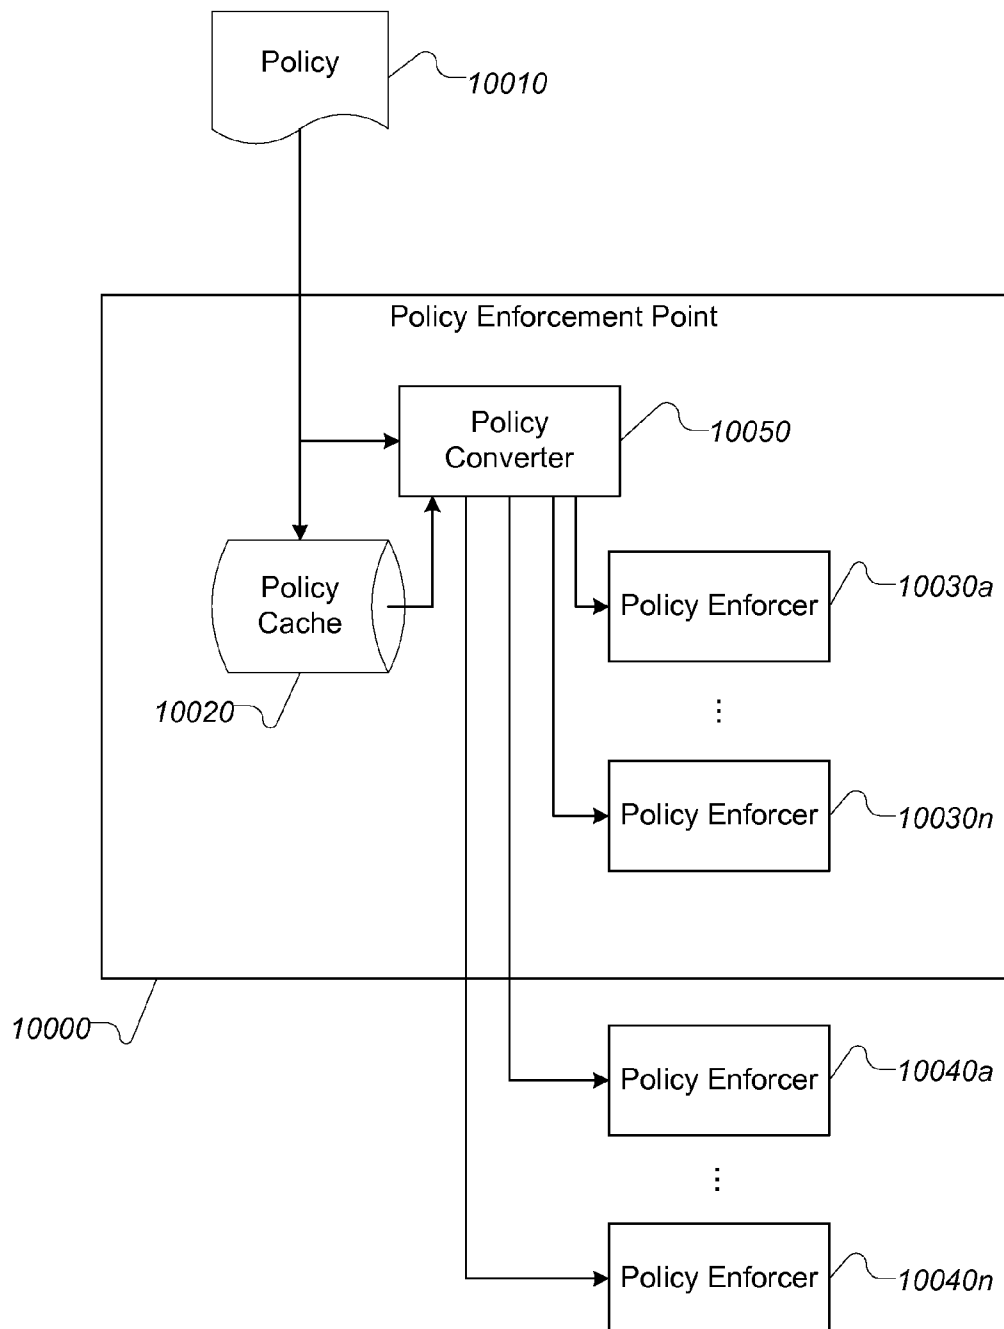 Policy
10010
Policy Enforcement Point
Policy
Converter
10050
Policy
Cache
10020
Policy Enforcer
10030a
...
Policy Enforcer
10030n
10000
Policy Enforcer
10040a
...
Policy Enforcer
10040n